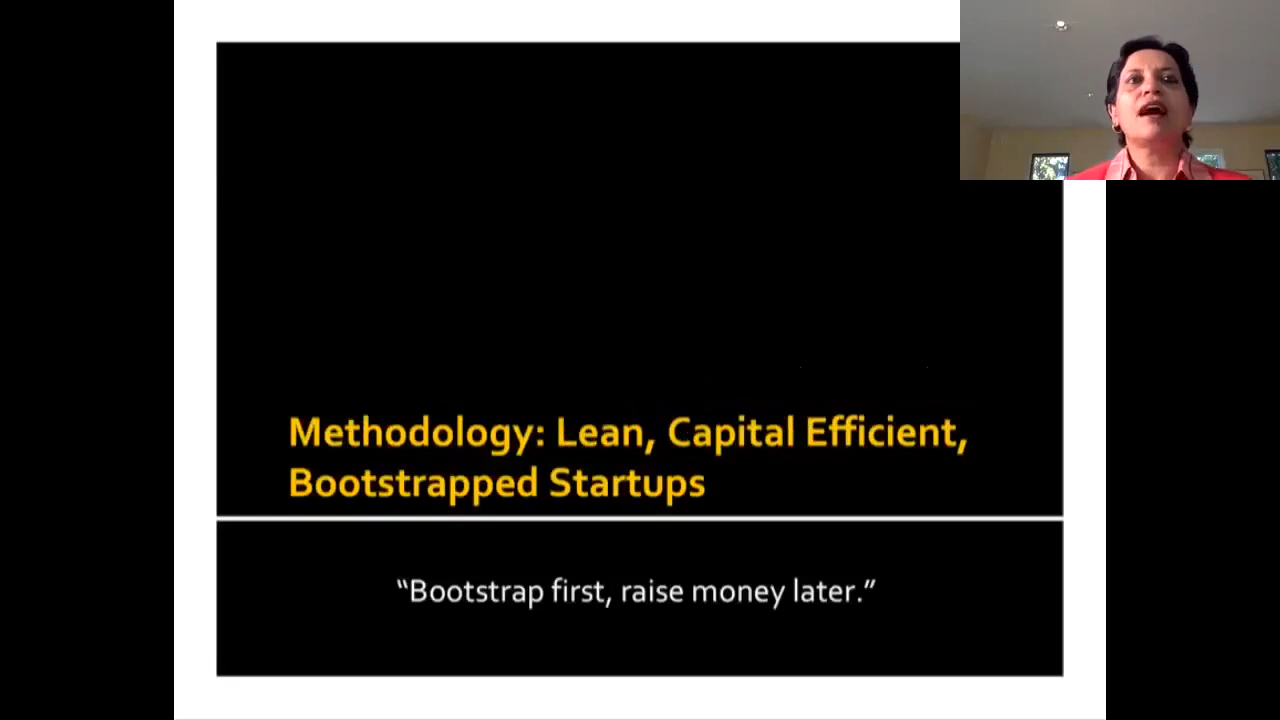 Methodology: Lean, Capital Efficient,
Bootstrapped Startups
“Bootstrap first, raise money later.”